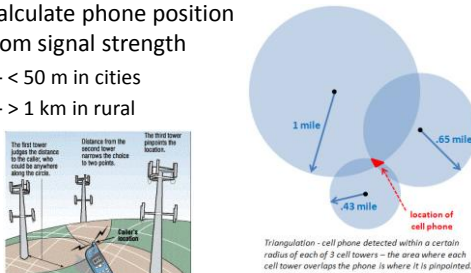 alculate phone position
om signal strength
- < 50 m in cities
- > 1 km in rural
The first tower
judges the distance
to the caller, who
could be anywhere
along the circle.
Distance from the
second tower
narrows the choice
to two points.
The third tower
pinpoints the
location.
Caller's
location
1 mile
.65 mile
.43 mile
location of
cell phone
Triangulation - cell phone detected within a certain
radius of each of 3 cell towers – the area where each
cell tower overlaps the phone is where it is pinpointed.